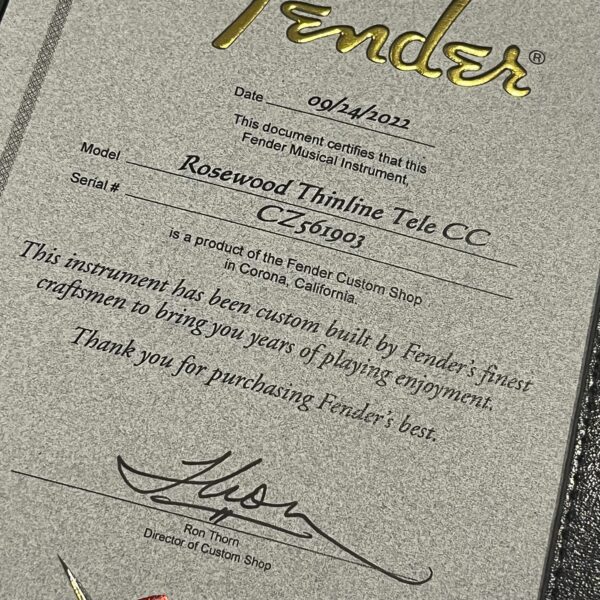 Fender®
Date 09/24/2022
This document certifies that this
Fender Musical Instrument,
Model Rosewood Thinline Tele CC
Serial # CZ561903
is a product of the Fender Custom Shop
in Corona, California.
This instrument has been custom built by Fender's finest
craftsmen to bring you years of playing enjoyment.
Thank you for purchasing Fender's best.
Thorn
Ron Thorn
Director of Custom Shop